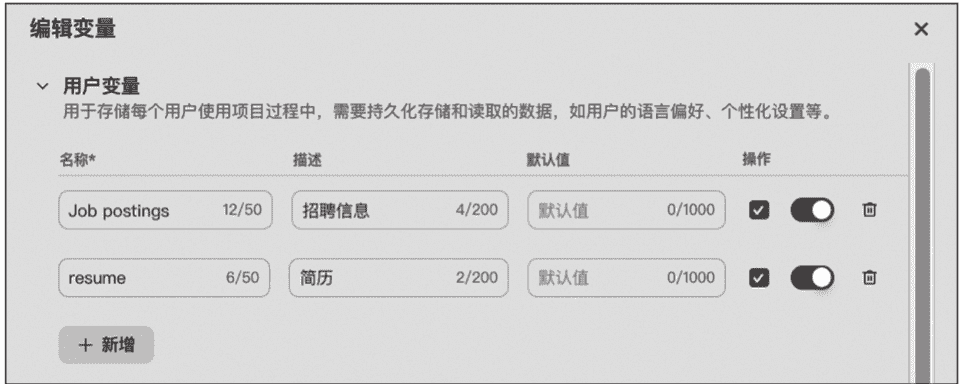 编辑变量
用户变量
用于存储每个用户使用项目过程中，需要持久化存储和读取的数据，如用户的语言偏好、个性化设置等。
名称* 描述 默认值 操作
Job postings 12/50 招聘信息 4/200 默认值 0/1000
resume 6/50 简历 2/200 默认值 0/1000
+ 新增